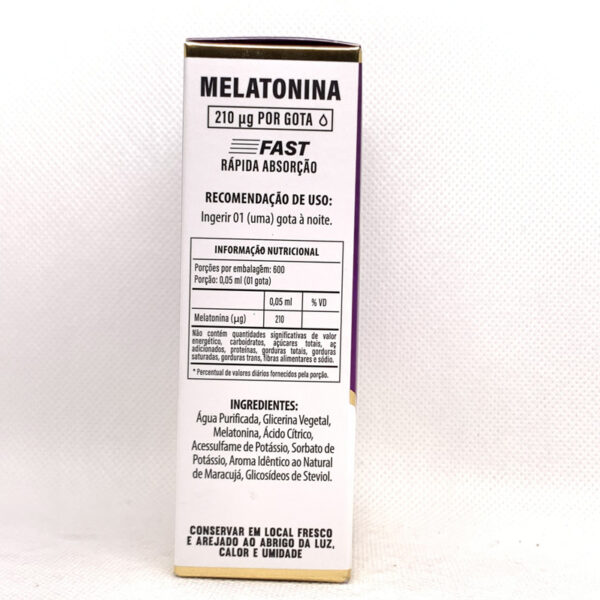 MELATONINA
210 µg POR GOTA
FAST
RÁPIDA ABSORÇÃO
RECOMENDAÇÃO DE USO:
Ingerir 01 (uma) gota à noite.
INFORMAÇÃO NUTRICIONAL
Porções por embalagem: 600
Porção: 0,05 ml (01 gota)
0,05 ml % VD
Melatonina (µg) 210
Não contém quantidades significativas de valor
energético, carboidratos, açúcares totais, aç
adicionados, proteínas, gorduras totais, gorduras
saturadas, gorduras trans, fibras alimentares e sódio.
* Percentual de valores diários fornecidos pela porção.
INGREDIENTES:
Água Purificada, Glicerina Vegetal,
Melatonina, Ácido Cítrico,
Acessulfame de Potássio, Sorbato de
Potássio, Aroma Idêntico ao Natural
de Maracujá, Glicosídeos de Steviol.
CONSERVAR EM LOCAL FRESCO
E AREJADO AO ABRIGO DA LUZ,
CALOR E UMIDADE